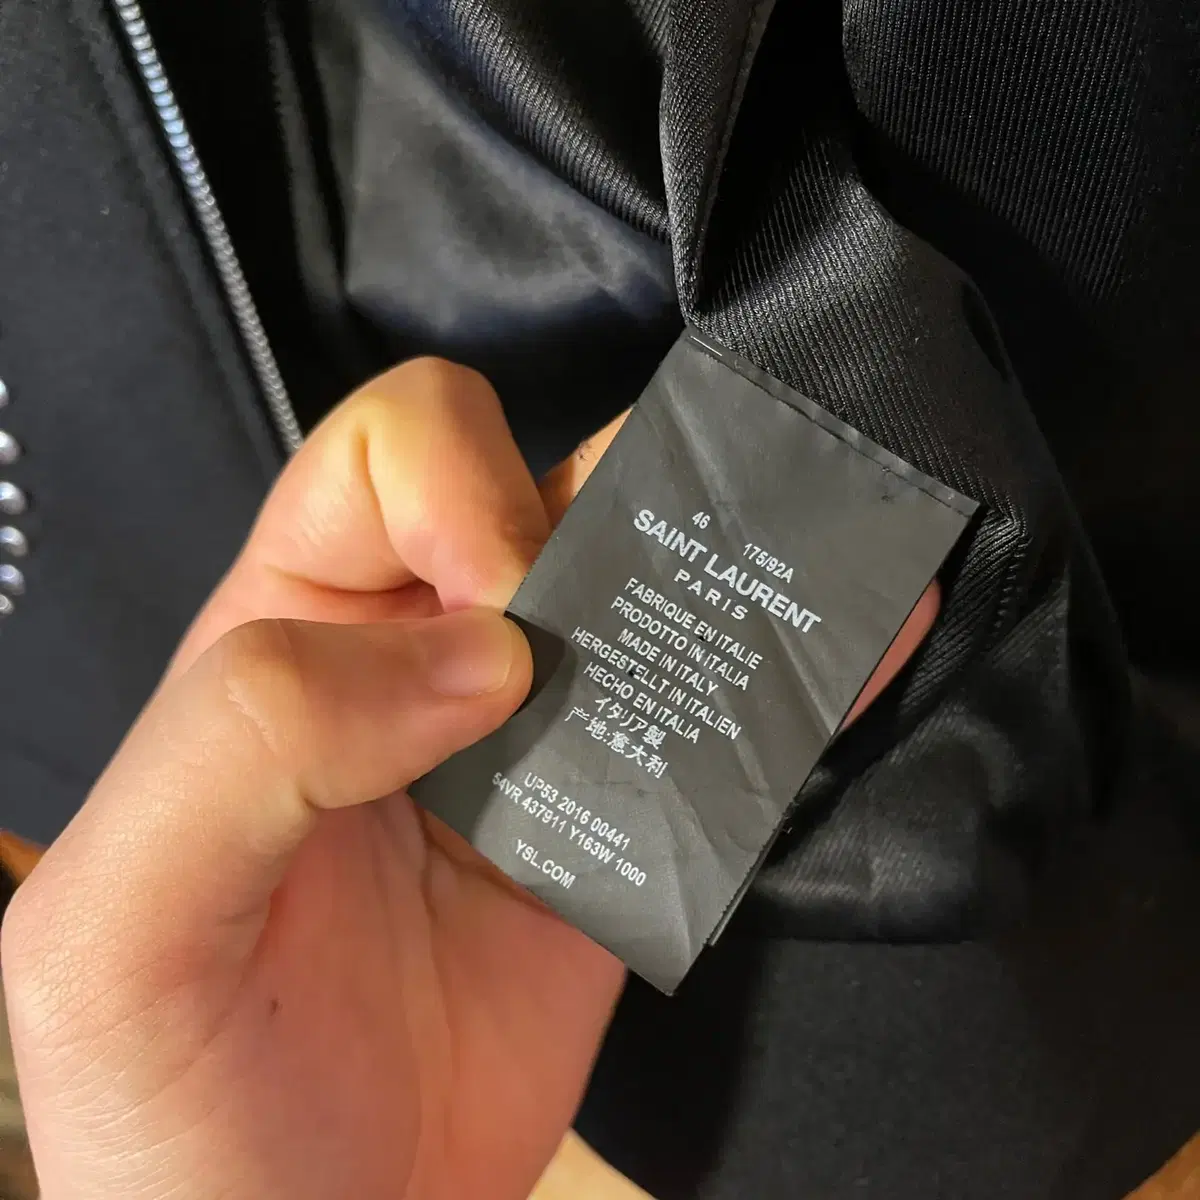 46 175/92A
SAINT LAURENT
PARIS
FABRIQUE EN ITALIE
PRODOTTO IN ITALIA
MADE IN ITALY
HERGESTELLT IN ITALIEN
HECHO EN ITALIA
イタリア製
产地:意大利
UP53 2016 00441
54VR 437911 Y163W 1000
YSL.COM